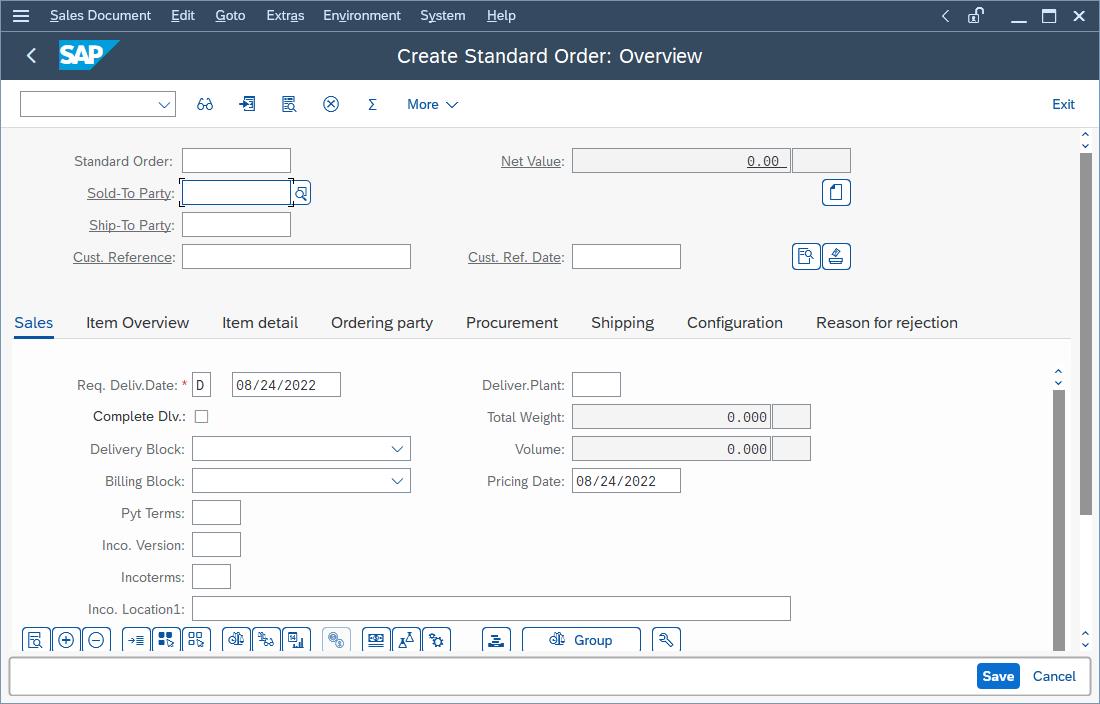 Sales Document Edit Goto Extras Environment System Help
SAP Create Standard Order: Overview
More Exit
Standard Order: Net Value: 0.00
Sold-To Party:
Ship-To Party:
Cust. Reference: Cust. Ref. Date:
Sales Item Overview Item detail Ordering party Procurement Shipping Configuration Reason for rejection
Req. Deliv.Date: * D 08/24/2022 Deliver.Plant:
Complete Dlv.: Total Weight: 0.000
Delivery Block: Volume: 0.000
Billing Block: Pricing Date: 08/24/2022
Pyt Terms:
Inco. Version:
Incoterms:
Inco. Location1:
Group
Save Cancel